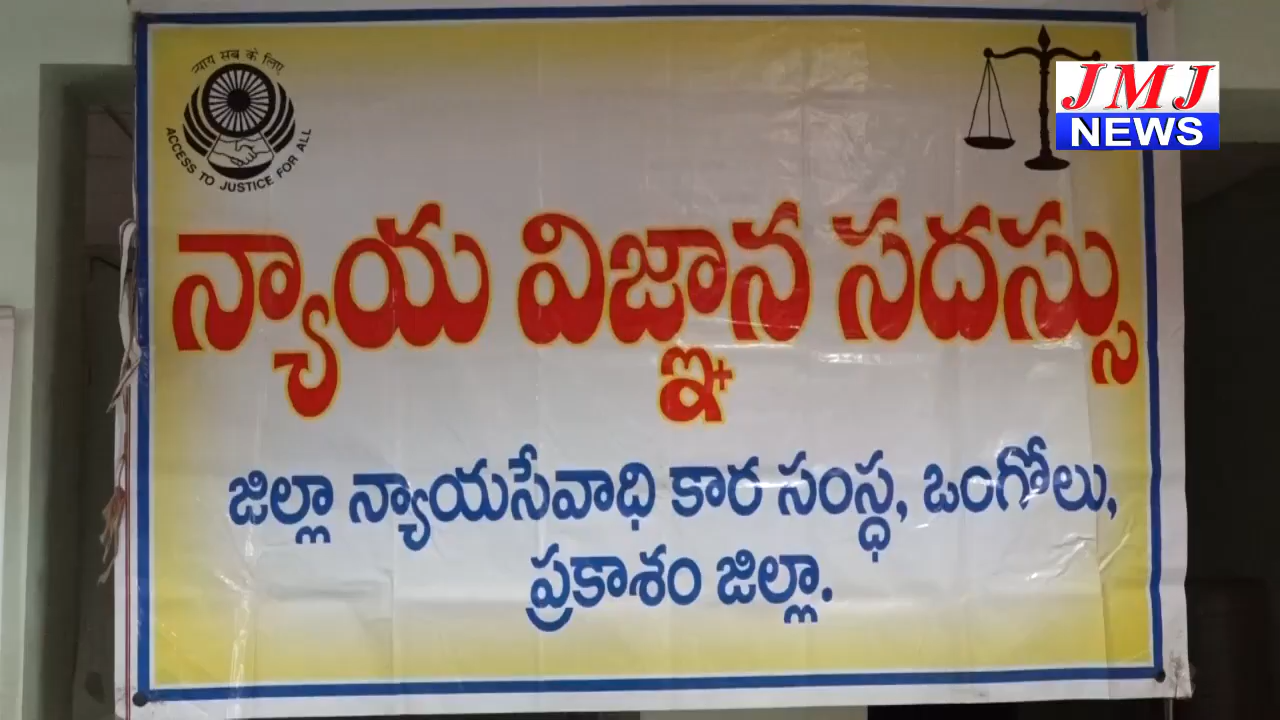 न्याय सब के लिए
ACCESS TO JUSTICE FOR ALL
JMJ
NEWS
న్యాయ విజ్ఞాన సదస్సు
జిల్లా న్యాయసేవాధి కార సంస్థ, ఒంగోలు,
ప్రకాశం జిల్లా.